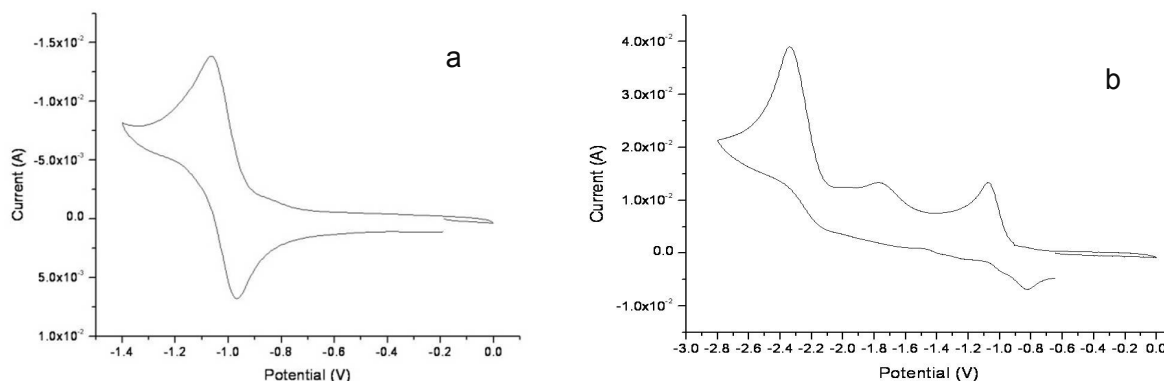 a
-1.5x10⁻²
-1.0x10⁻²
-5.0x10⁻³
0.0
5.0x10⁻³
1.0x10⁻²
Current (A)
-1.4 -1.2 -1.0 -0.8 -0.6 -0.4 -0.2 0.0
Potential (V)
b
4.0x10⁻²
3.0x10⁻²
2.0x10⁻²
1.0x10⁻²
0.0
-1.0x10⁻²
Current (A)
-3.0 -2.8 -2.6 -2.4 -2.2 -2.0 -1.8 -1.6 -1.4 -1.2 -1.0 -0.8 -0.6 -0.4 -0.2 0.0
Potential (V)